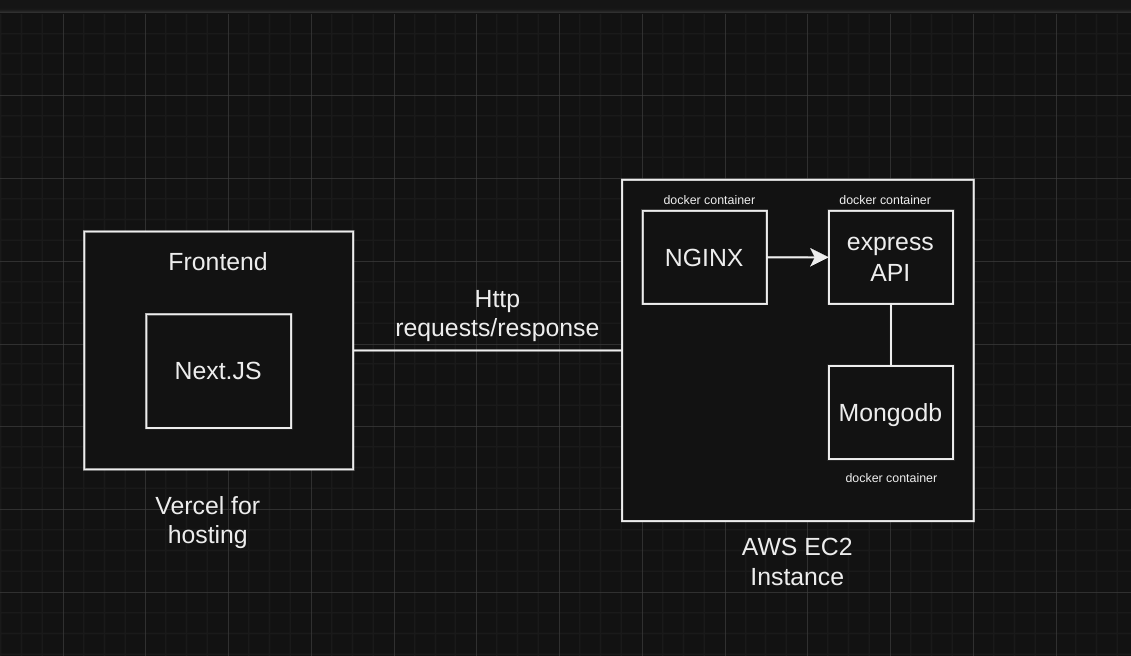 Frontend
Next.JS
Vercel for
hosting
Http
requests/response
docker container
NGINX
docker container
express
API
Mongodb
docker container
AWS EC2
Instance